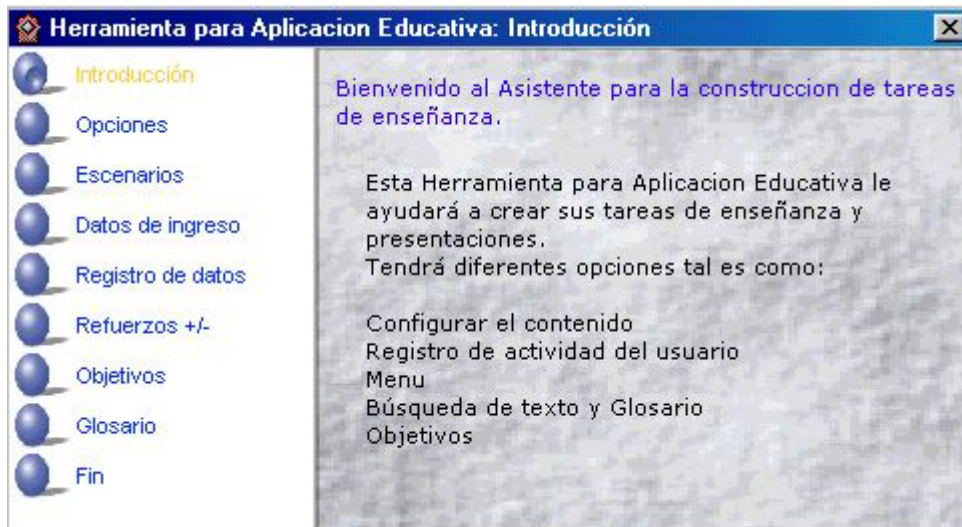 Herramienta para Aplicacion Educativa: Introducción
Introducción
Opciones
Escenarios
Datos de ingreso
Registro de datos
Refuerzos +/-
Objetivos
Glosario
Fin
Bienvenido al Asistente para la construccion de tareas
de enseñanza.
Esta Herramienta para Aplicacion Educativa le
ayudará a crear sus tareas de enseñanza y
presentaciones.
Tendrá diferentes opciones tal es como:
Configurar el contenido
Registro de actividad del usuario
Menu
Búsqueda de texto y Glosario
Objetivos